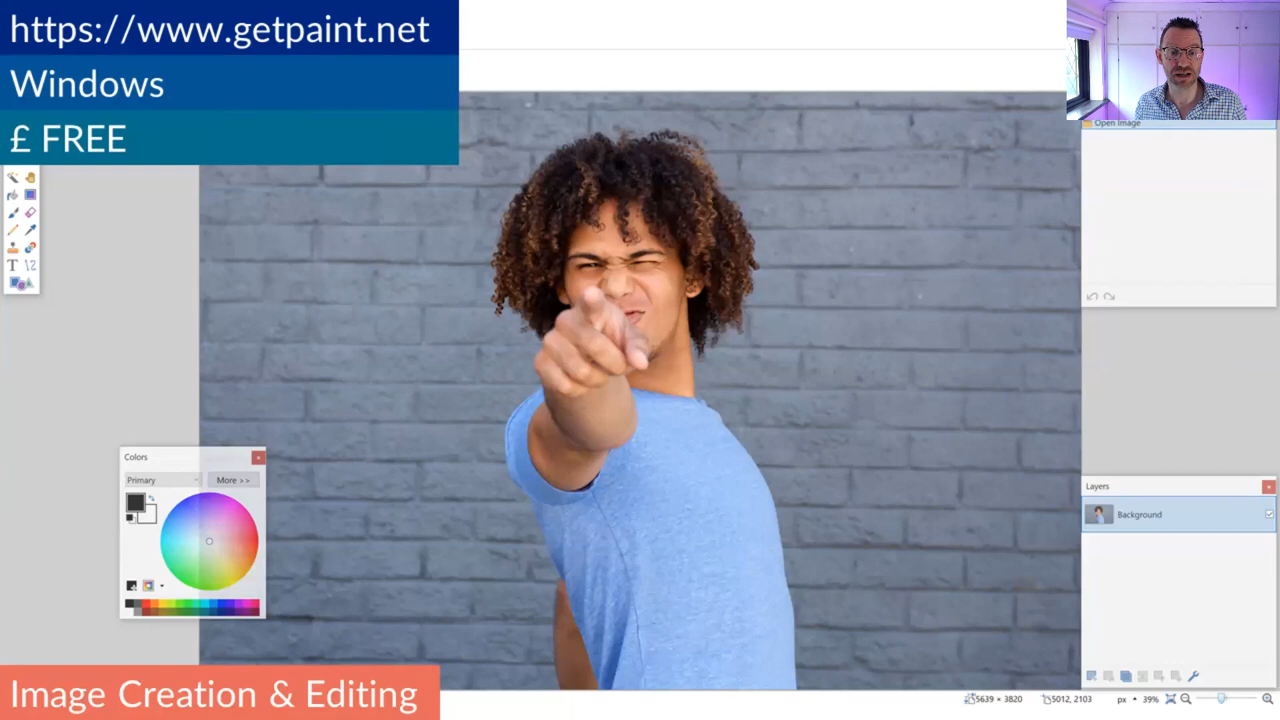 https://www.getpaint.net
Windows
£ FREE
Open Image
Colors
Primary
More >>
Layers
Background
5639 × 3820
5012, 2103
px
39%
Image Creation & Editing